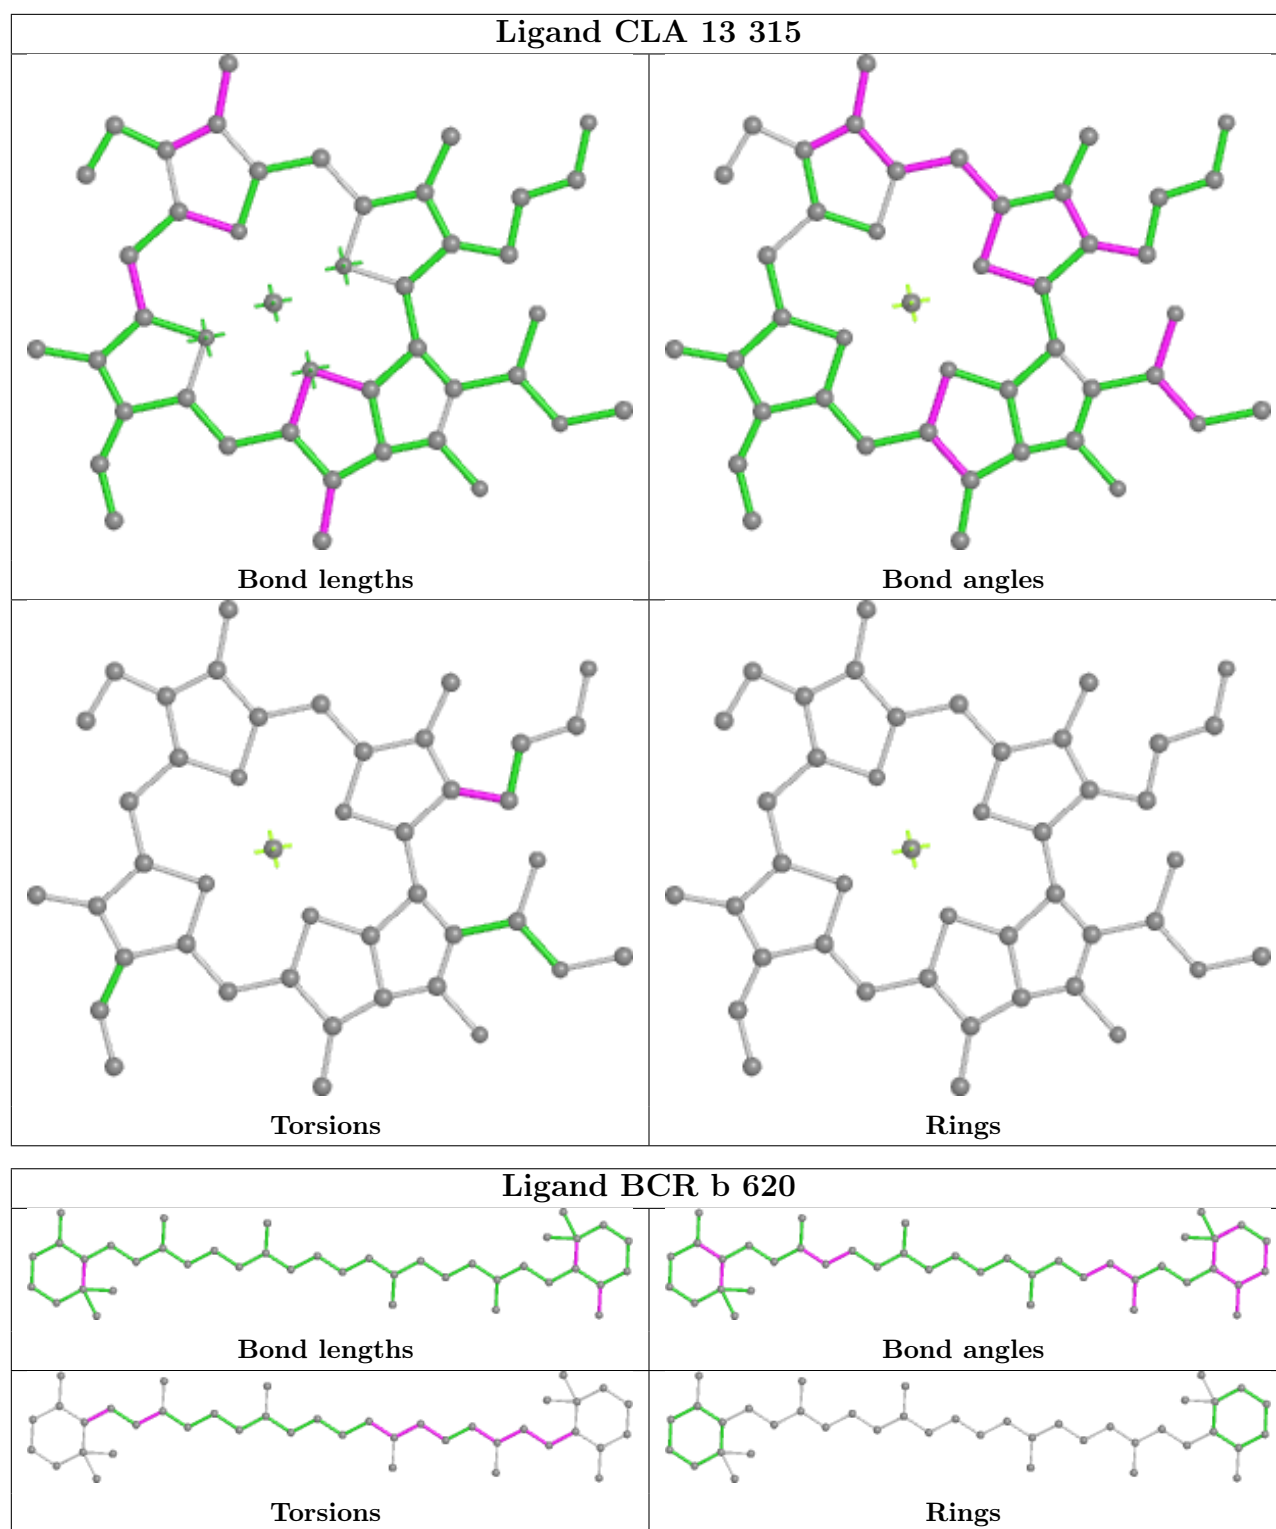 Ligand CLA 13 315
Bond lengths
Bond angles
Torsions
Rings
Ligand BCR b 620
Bond lengths
Bond angles
Torsions
Rings